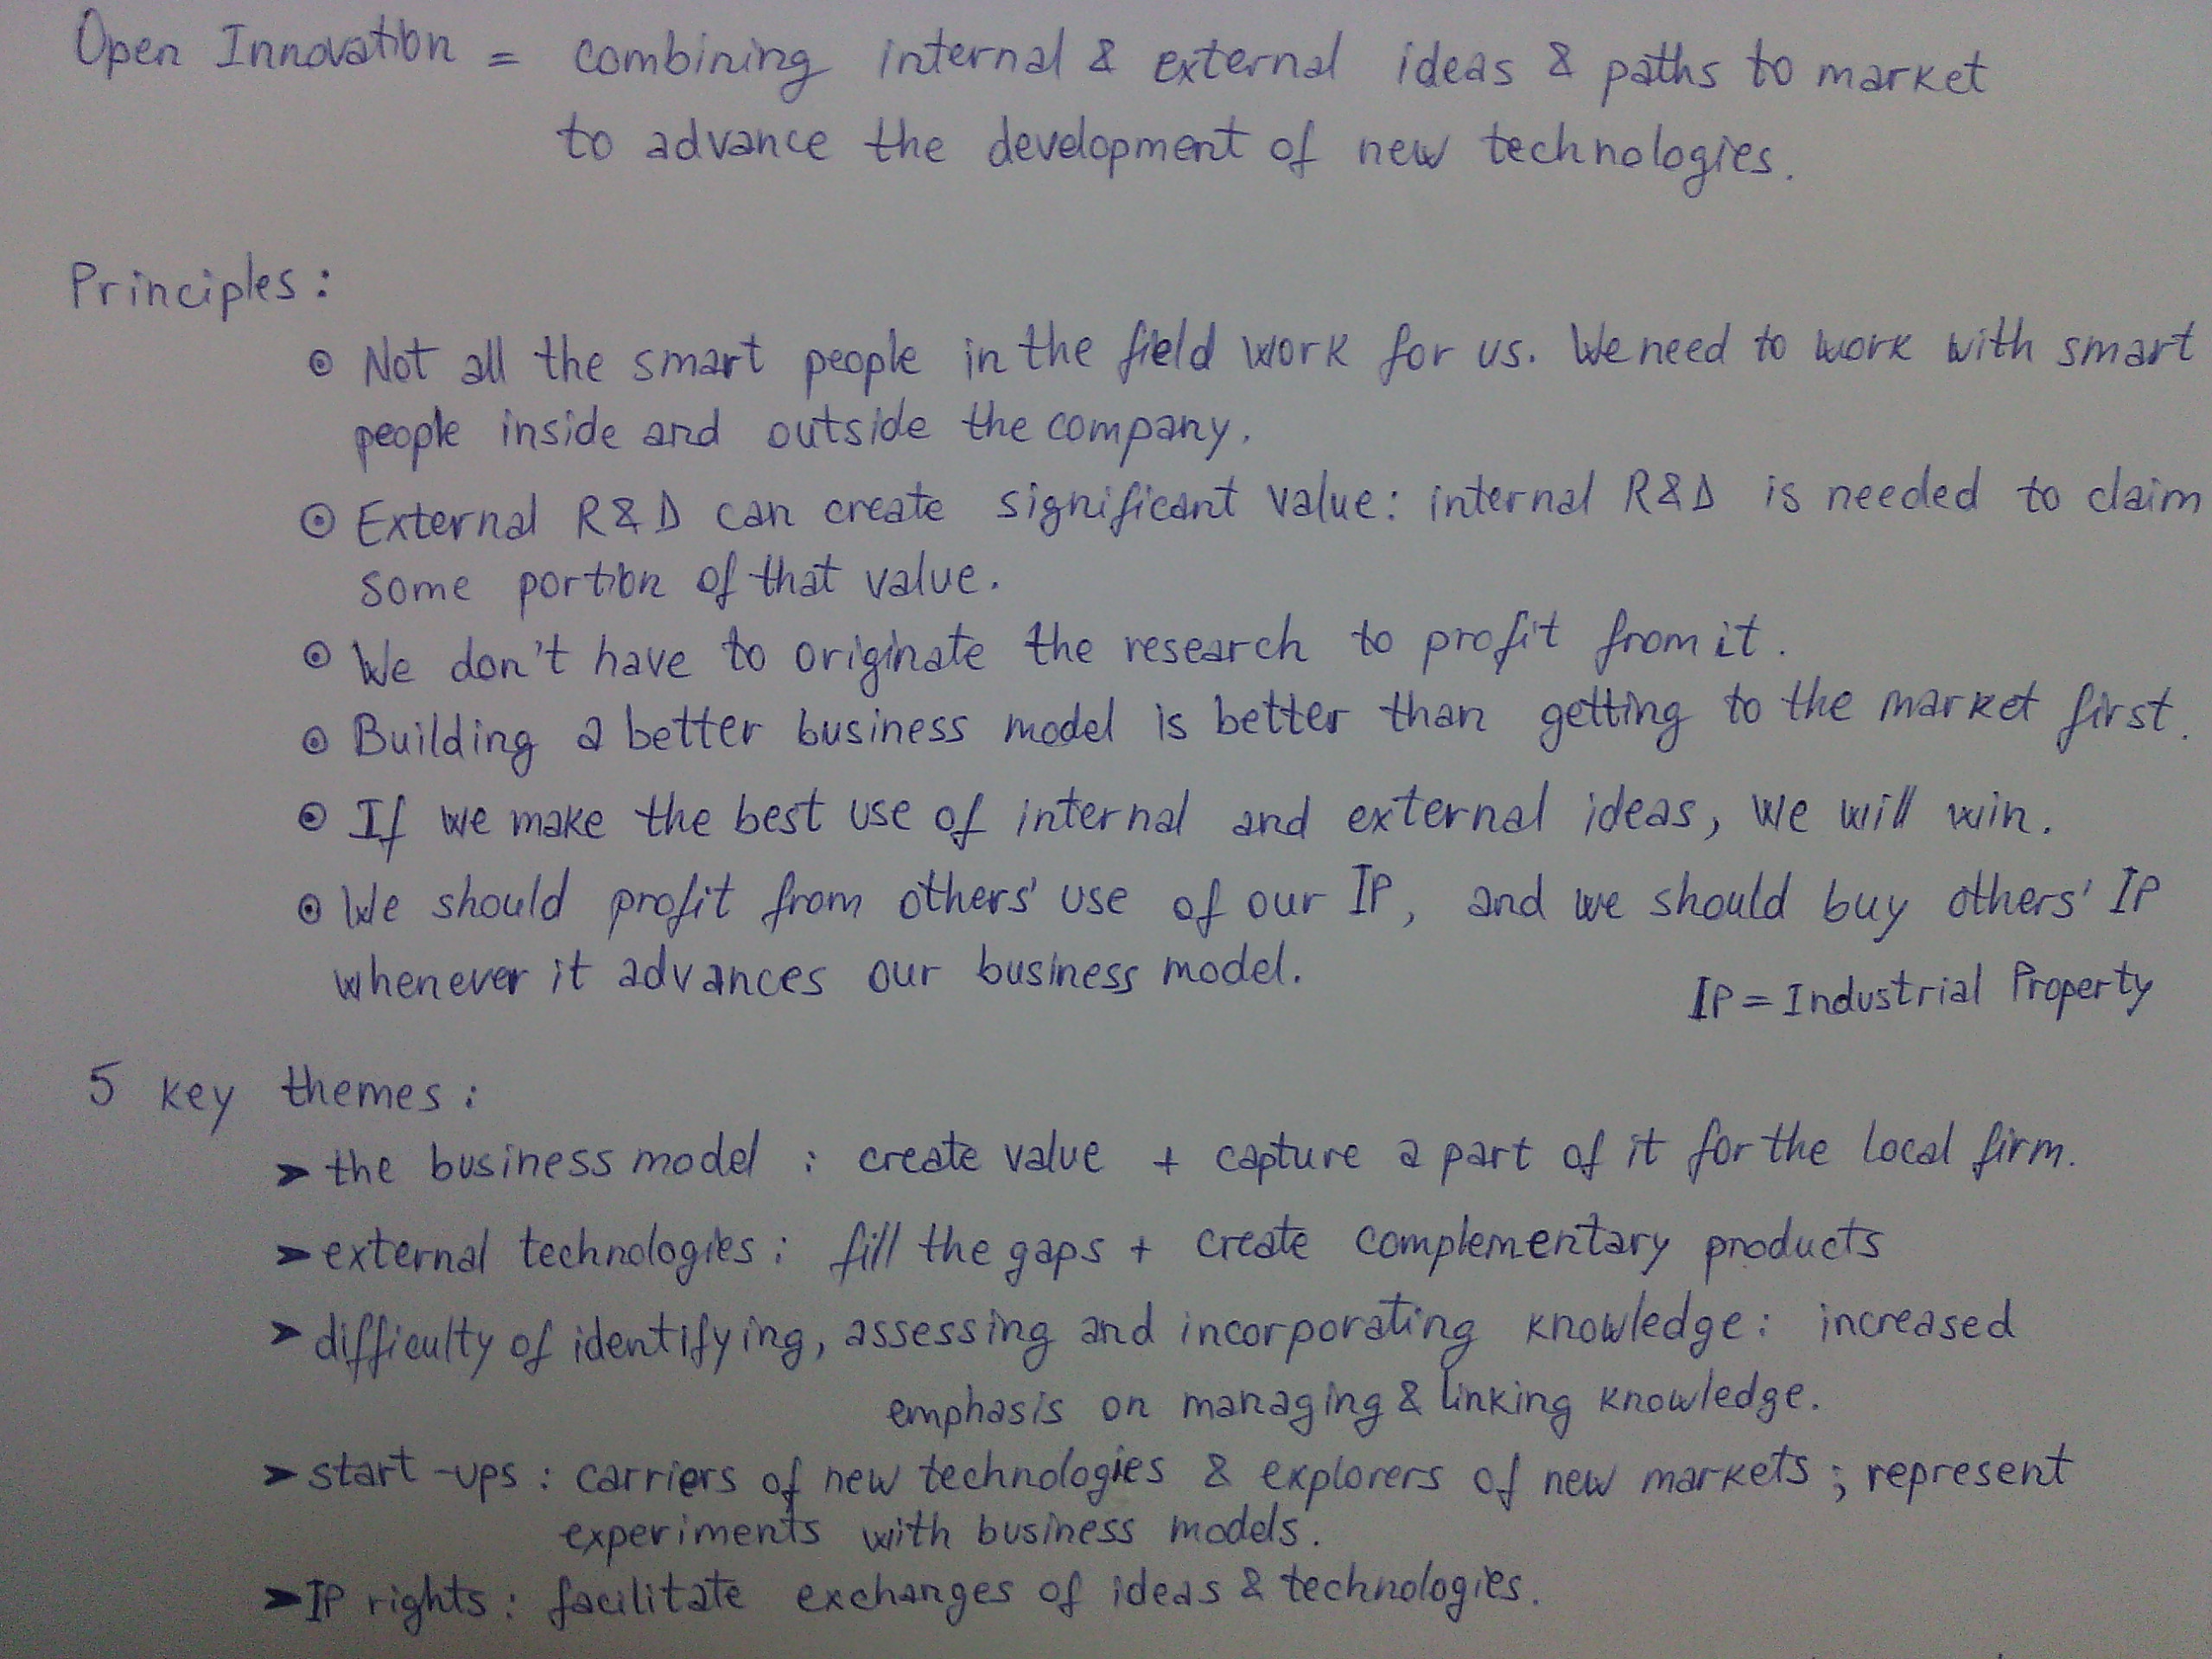 Open Innovation = combining internal & external ideas & paths to market
to advance the development of new technologies.
Principles:
⊙ Not all the smart people in the field work for us. We need to work with smart
people inside and outside the company.
⊙ External R&D can create significant value: internal R&D is needed to claim
some portion of that value.
⊙ We don't have to originate the research to profit from it.
⊙ Building a better business model is better than getting to the market first.
⊙ If we make the best use of internal and external ideas, we will win.
⊙ We should profit from others' use of our IP, and we should buy others' IP
whenever it advances our business model.
IP = Industrial Property
5 key themes:
➢ the business model : create value + capture a part of it for the local firm.
➢ external technologies : fill the gaps + create complementary products
➢ difficulty of identifying, assessing and incorporating knowledge : increased
emphasis on managing & linking knowledge.
➢ start-ups : carriers of new technologies & explorers of new markets ; represent
experiments with business models.
➢ IP rights : facilitate exchanges of ideas & technologies.